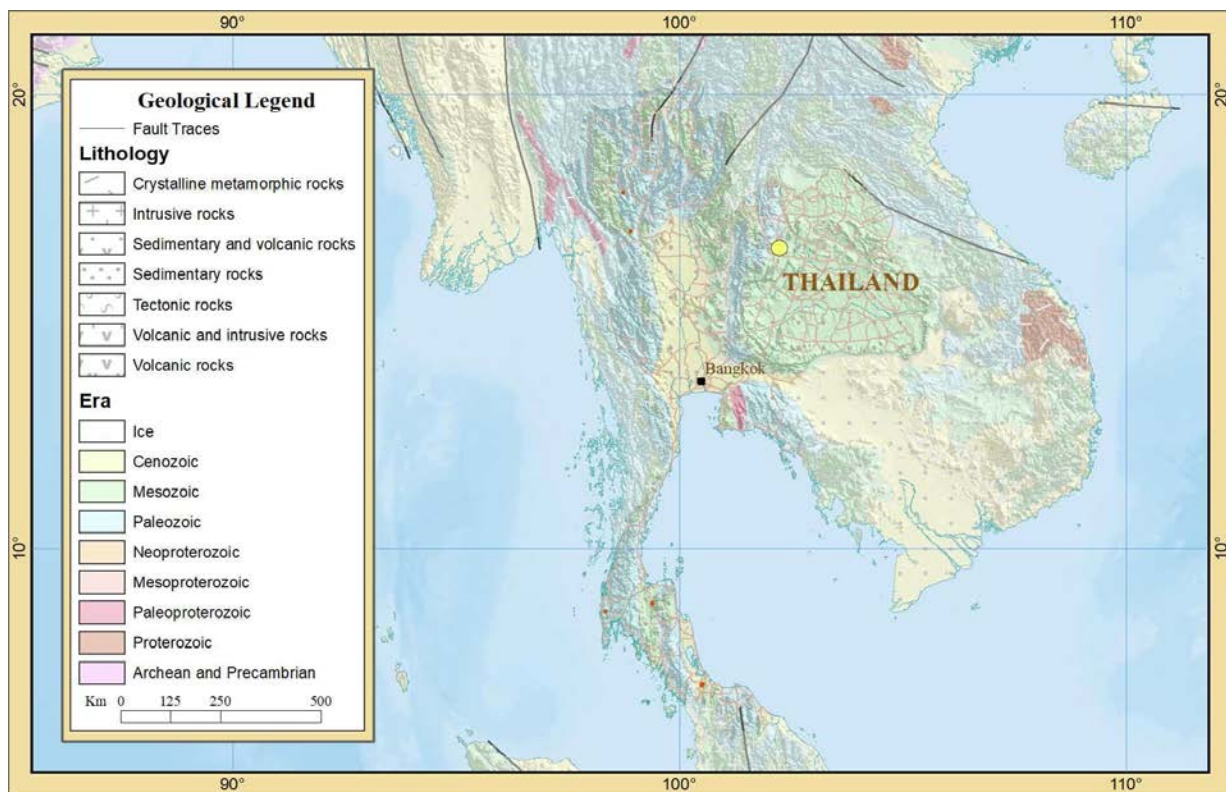 90°
100°
110°
20°
20°
Geological Legend
Fault Traces
Lithology
Crystalline metamorphic rocks
Intrusive rocks
Sedimentary and volcanic rocks
Sedimentary rocks
Tectonic rocks
Volcanic and intrusive rocks
Volcanic rocks
Era
Ice
Cenozoic
Mesozoic
Paleozoic
Neoproterozoic
Mesoproterozoic
Paleoproterozoic
Proterozoic
Archean and Precambrian
Km 0 125 250 500
THAILAND
Bangkok
10°
10°
90°
100°
110°